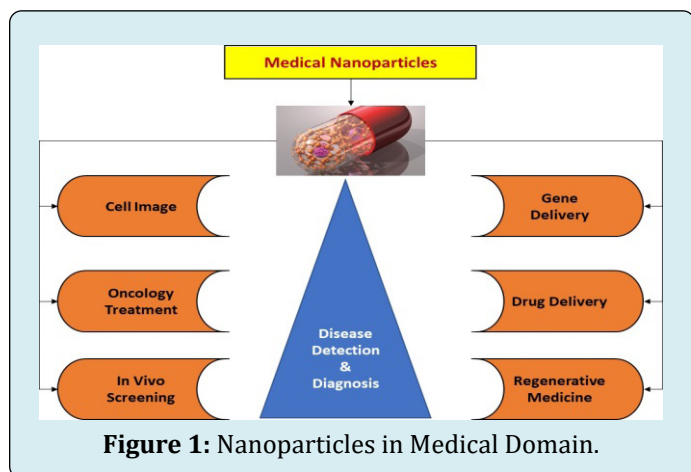 Medical Nanoparticles
Cell Image
Oncology
Treatment
In Vivo
Screening
Gene
Delivery
Drug Delivery
Regenerative
Medicine
Disease
Detection
&
Diagnosis
Figure 1: Nanoparticles in Medical Domain.